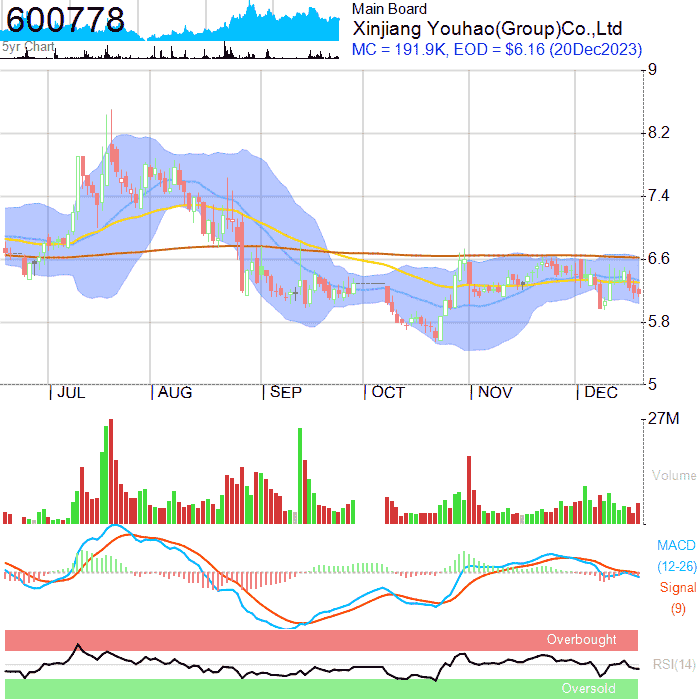 600778
5yr Chart
Main Board
Xinjiang Youhao(Group)Co.,Ltd
MC = 191.9K, EOD = $6.16 (20Dec2023)
9
8.2
7.4
6.6
5.8
5
JUL AUG SEP OCT NOV DEC
27M
Volume
MACD
(12-26)
Signal
(9)
Overbought
RSI(14)
Oversold